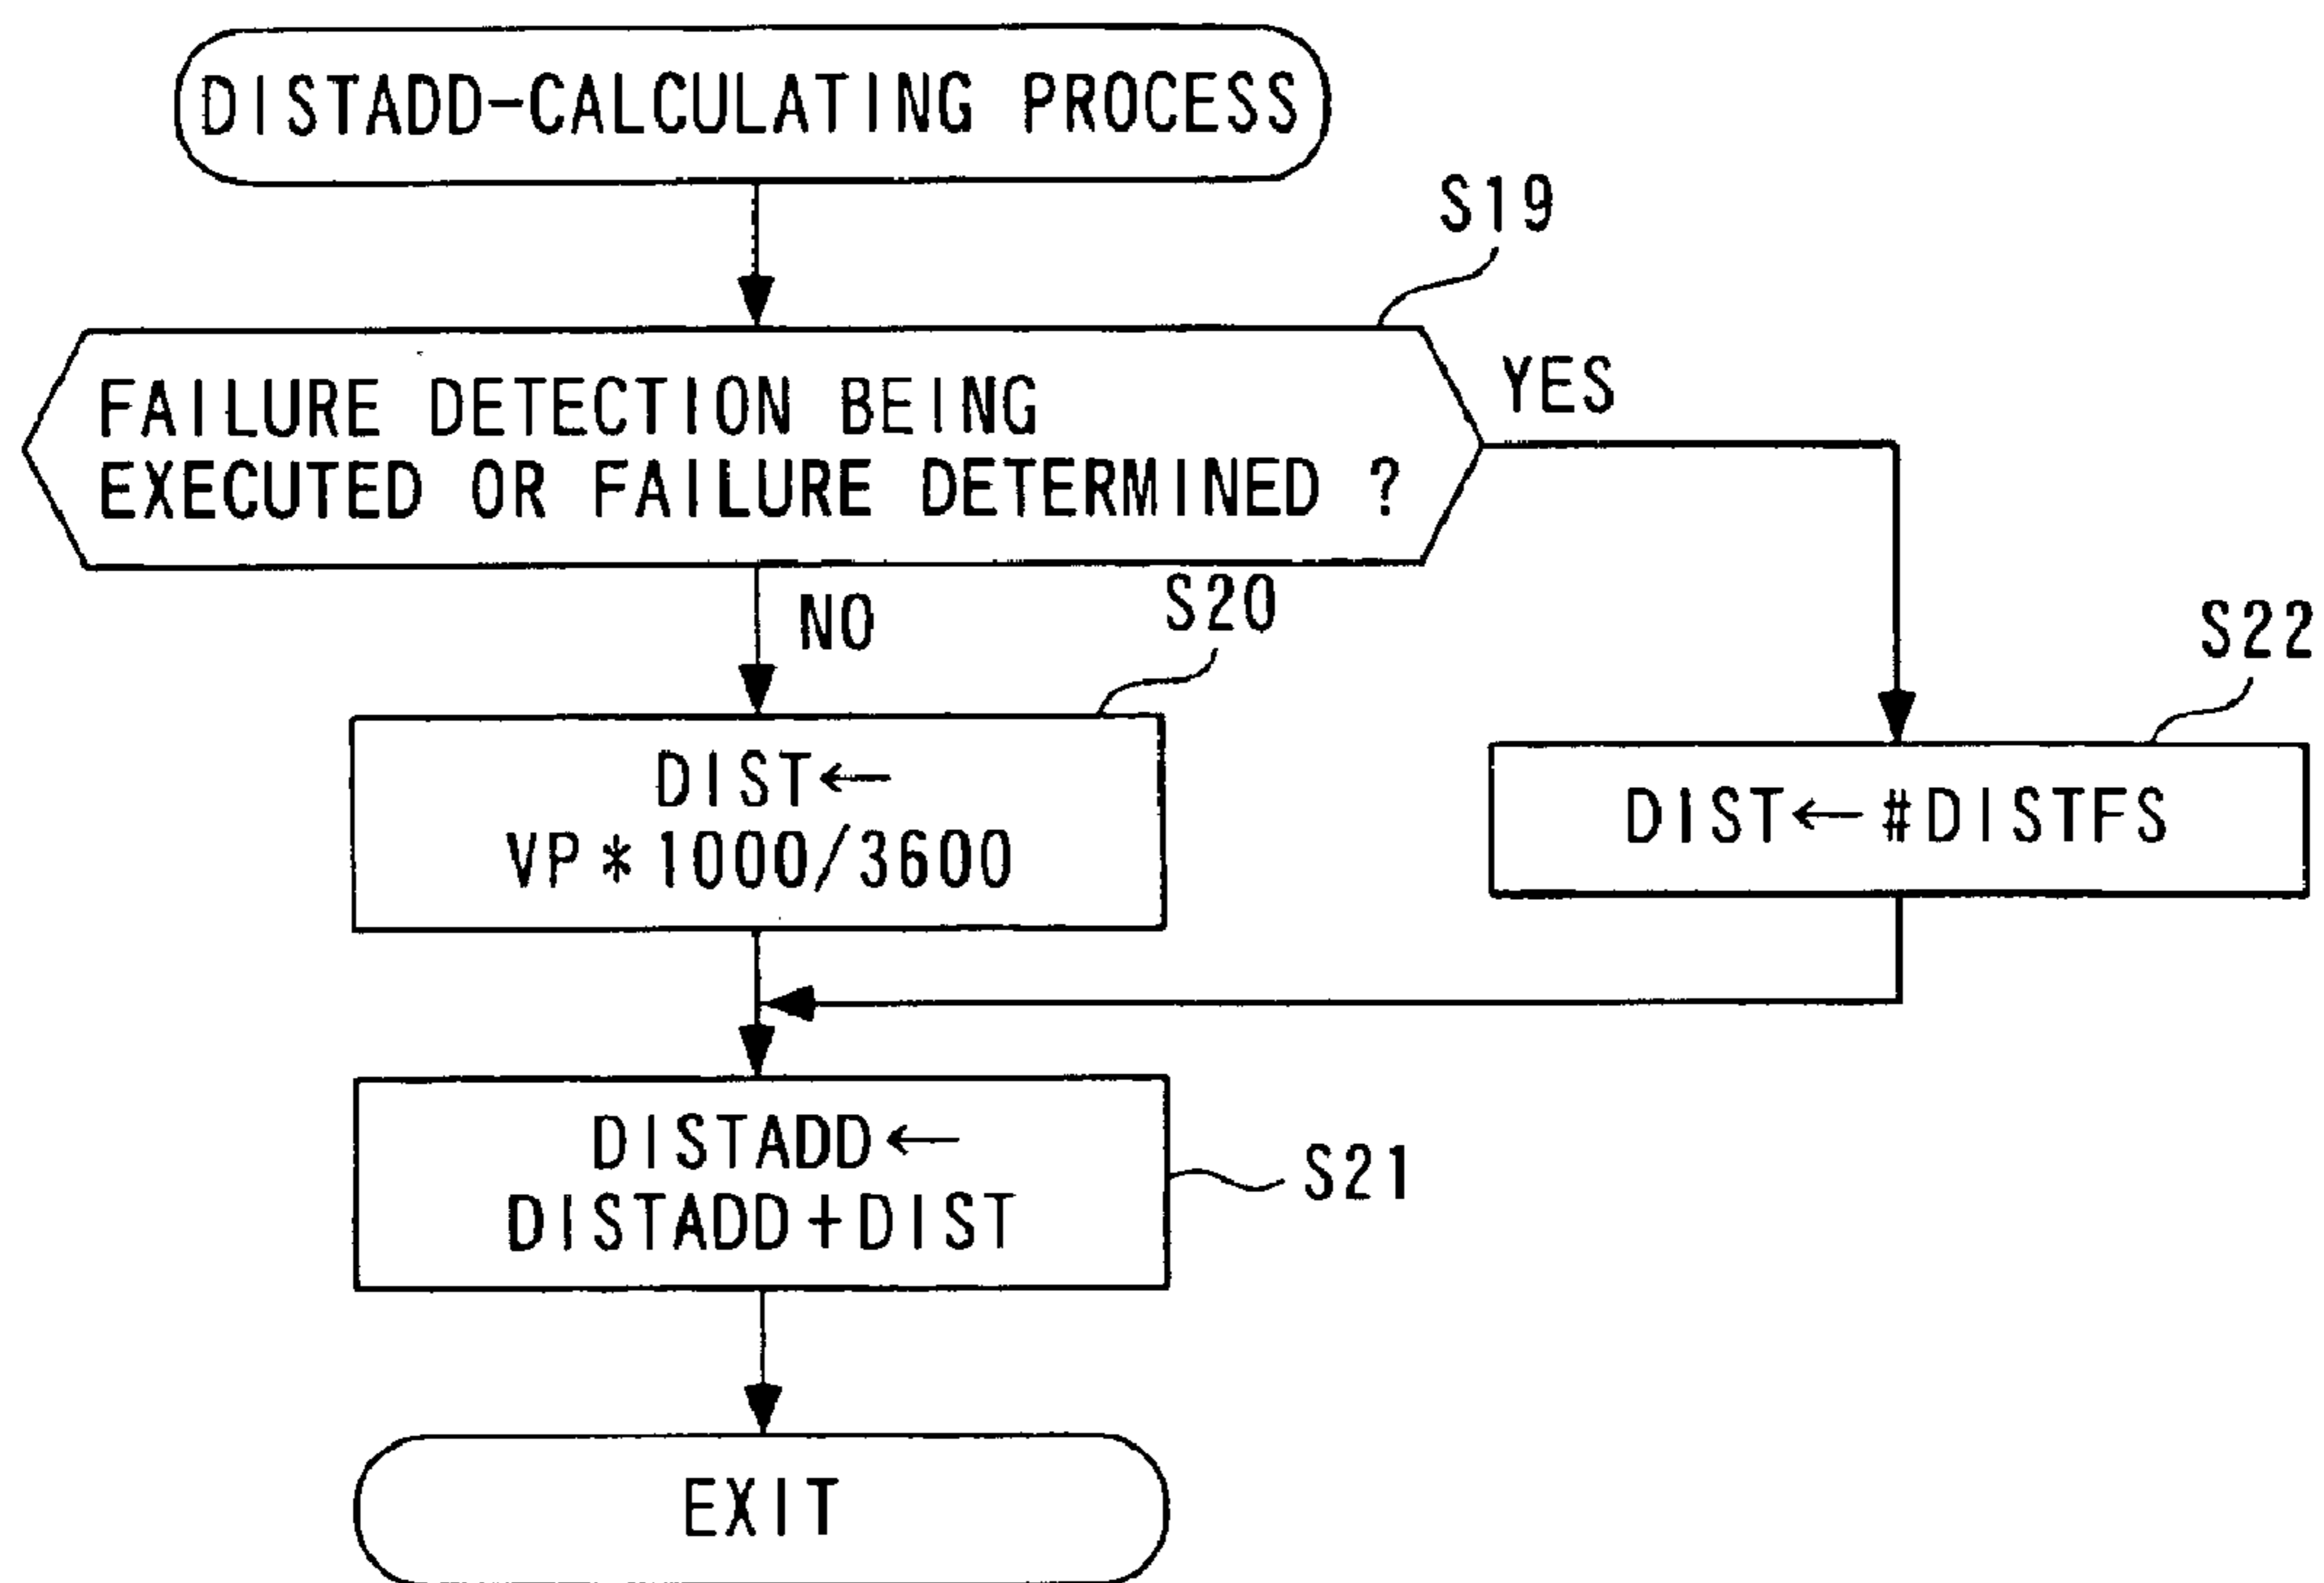 DISTADD-CALCULATING PROCESS
S19
FAILURE DETECTION BEING
EXECUTED OR FAILURE DETERMINED ?
YES
NO
S20
S22
DIST←
VP*1000/3600
DIST←#DISTFS
DISTADD←
DISTADD+DIST
S21
EXIT